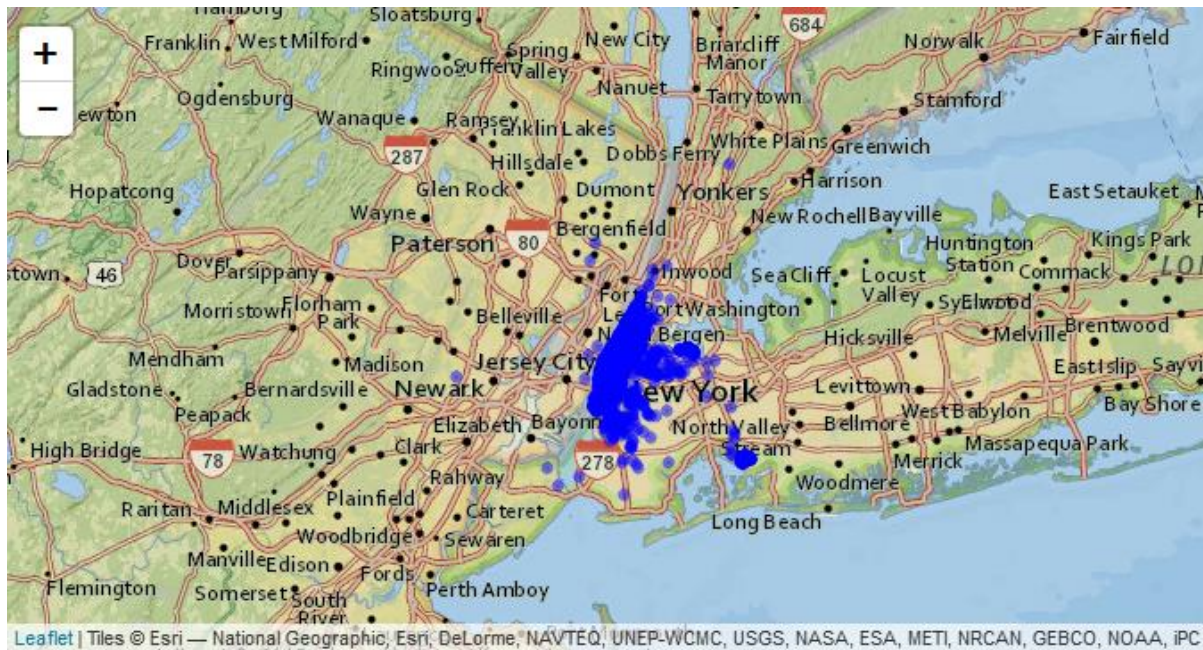 Hamburg
Sloatsburg
New City
684
Fairfield
+
Franklin
West Milford
Spring
Valley
Briarcliff
Manor
Norwalk
Ringwood
Suffern
Nanuet
Tarrytown
−
Ogdensburg
Stamford
ewton
Wanaque
Ramsey
Franklin Lakes
White Plains
Greenwich
287
Hillsdale
Dobbs Ferry
Hopatcong
Glen Rock
Dumont
Yonkers
Harrison
East Setauket
Wayne
New Rochell
Bayville
Paterson
80
Bergenfield
Huntington
Station
Kings Park
stown
46
Dover
Parsippany
Inwood
Sea Cliff
Locust
Valley
Commack
Morristown
Florham
Park
Fort
Le
Port Washington
Syo
Elwood
Belleville
Bergen
Hicksville
Melville
Brentwood
Mendham
Madison
Jersey City
East Islip
Sayvi
Gladstone
Bernardsville
Newark
New York
Levittown
Peapack
West Babylon
Bay Shore
Elizabeth
Bayonn
North Valley
Stream
Bellmore
High Bridge
78
Watchung
Clark
278
Merrick
Massapequa Park
Rahway
Woodmere
Plainfield
Raritan
Middlesex
Carteret
Long Beach
Woodbridge
Sewaren
Manville
Edison
Fords
Flemington
Somerset
Perth Amboy
South
River
Leaflet | Tiles © Esri — National Geographic, Esri, DeLorme, NAVTEQ, UNEP-WCMC, USGS, NASA, ESA, METI, NRCAN, GEBCO, NOAA, iPC